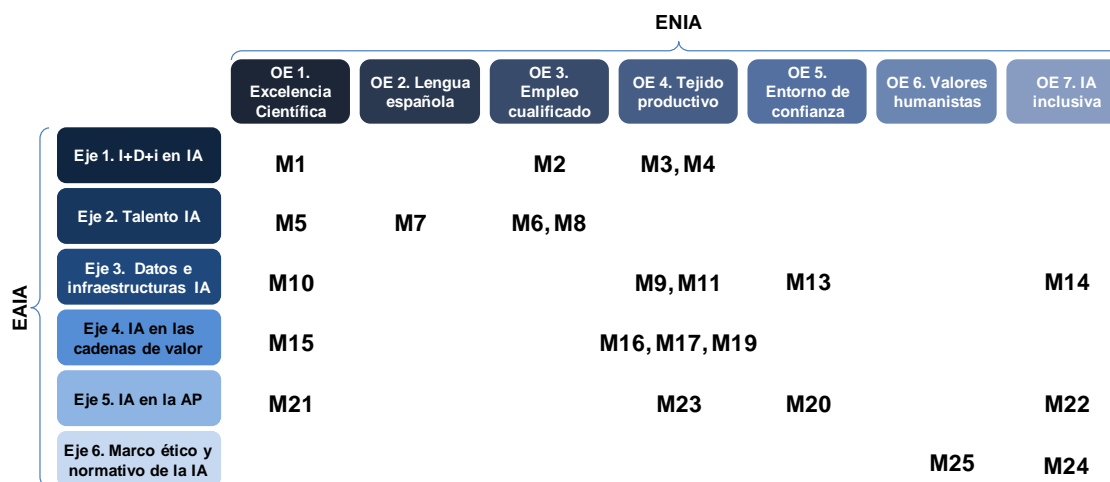 ENIA
OE 1.
Excelencia
Científica
OE 2. Lengua
española
OE 3.
Empleo
cualificado
OE 4. Tejido
productivo
OE 5.
Entorno de
confianza
OE 6. Valores
humanistas
OE 7. IA
inclusiva
EAIA
Eje 1. I+D+i en IA
M1
M2
M3, M4
Eje 2. Talento IA
M5
M7
M6, M8
Eje 3. Datos e
infraestructuras IA
M10
M9, M11
M13
M14
Eje 4. IA en las
cadenas de valor
M15
M16, M17, M19
Eje 5. IA en la AP
M21
M23
M20
M22
Eje 6. Marco ético y
normativo de la IA
M25
M24